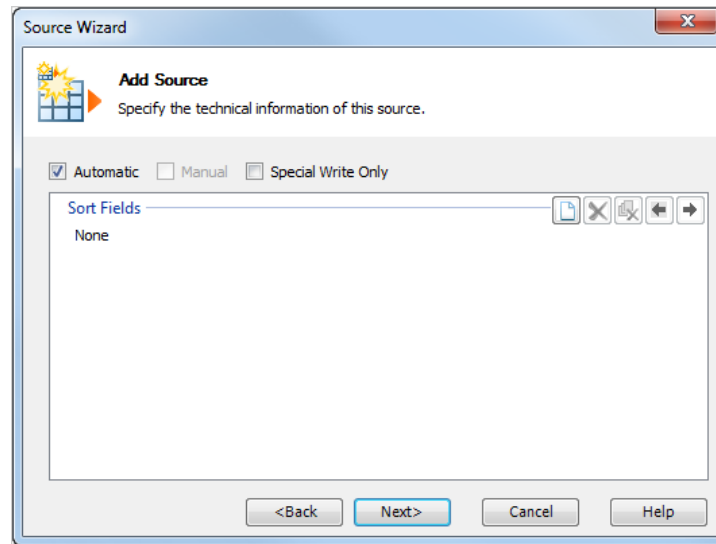 Source Wizard
Add Source
Specify the technical information of this source.
Automatic Manual Special Write Only
Sort Fields
None
<Back Next> Cancel Help